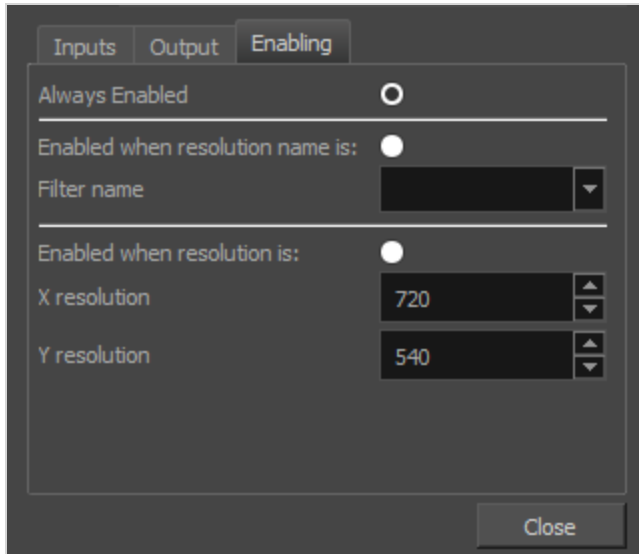 Inputs Output Enabling
Always Enabled
Enabled when resolution name is:
Filter name
Enabled when resolution is:
X resolution 720
Y resolution 540
Close